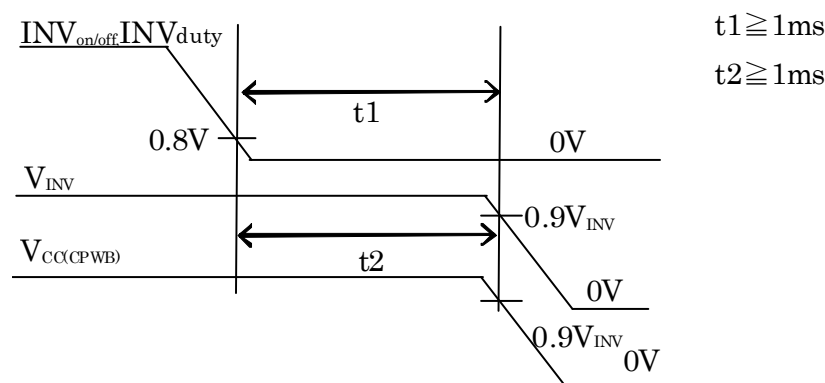 INVon/off,INVduty
t1≧1ms
t2≧1ms
t1
0.8V
0V
VINV
0.9VINV
VCC(CPWB)
t2
0V
0.9VINV
0V